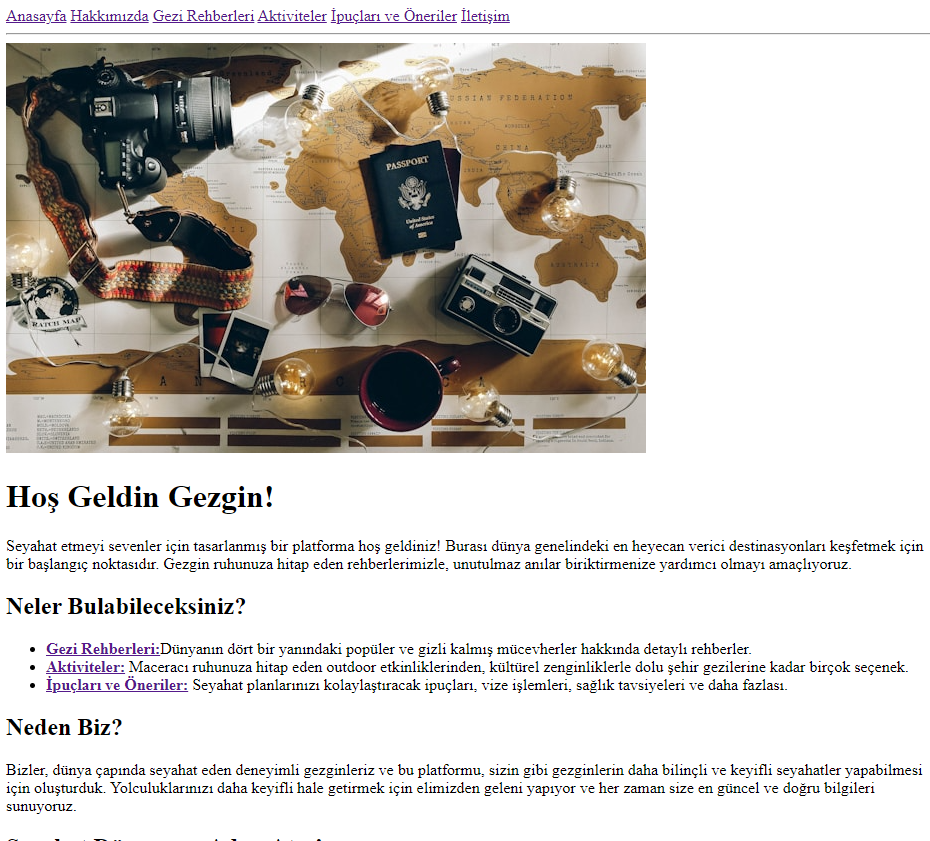 Anasayfa Hakkımızda Gezi Rehberleri Aktiviteler İpuçları ve Öneriler İletişim
RUSSIAN FEDERATION
MONGOLIA
CHINA
PASSPORT
United States
of America
AUSTRALIA
Hoş Geldin Gezgin!
Seyahat etmeyi sevenler için tasarlanmış bir platforma hoş geldiniz! Burası dünya genelindeki en heyecan verici destinasyonları keşfetmek için
bir başlangıç noktasıdır. Gezgin ruhunuza hitap eden rehberlerimizle, unutulmaz anılar biriktirmenize yardımcı olmayı amaçlıyoruz.
Neler Bulabileceksiniz?
Gezi Rehberleri:Dünyanın dört bir yanındaki popüler ve gizli kalmış mücevherler hakkında detaylı rehberler.
Aktiviteler: Maceracı ruhunuza hitap eden outdoor etkinliklerinden, kültürel zenginliklerle dolu şehir gezilerine kadar birçok seçenek.
İpuçları ve Öneriler: Seyahat planlarınızı kolaylaştıracak ipuçları, vize işlemleri, sağlık tavsiyeleri ve daha fazlası.
Neden Biz?
Bizler, dünya çapında seyahat eden deneyimli gezginleriz ve bu platformu, sizin gibi gezginlerin daha bilinçli ve keyifli seyahatler yapabilmesi
için oluşturduk. Yolculuklarınızı daha keyifli hale getirmek için elimizden geleni yapıyor ve her zaman size en güncel ve doğru bilgileri
sunuyoruz.